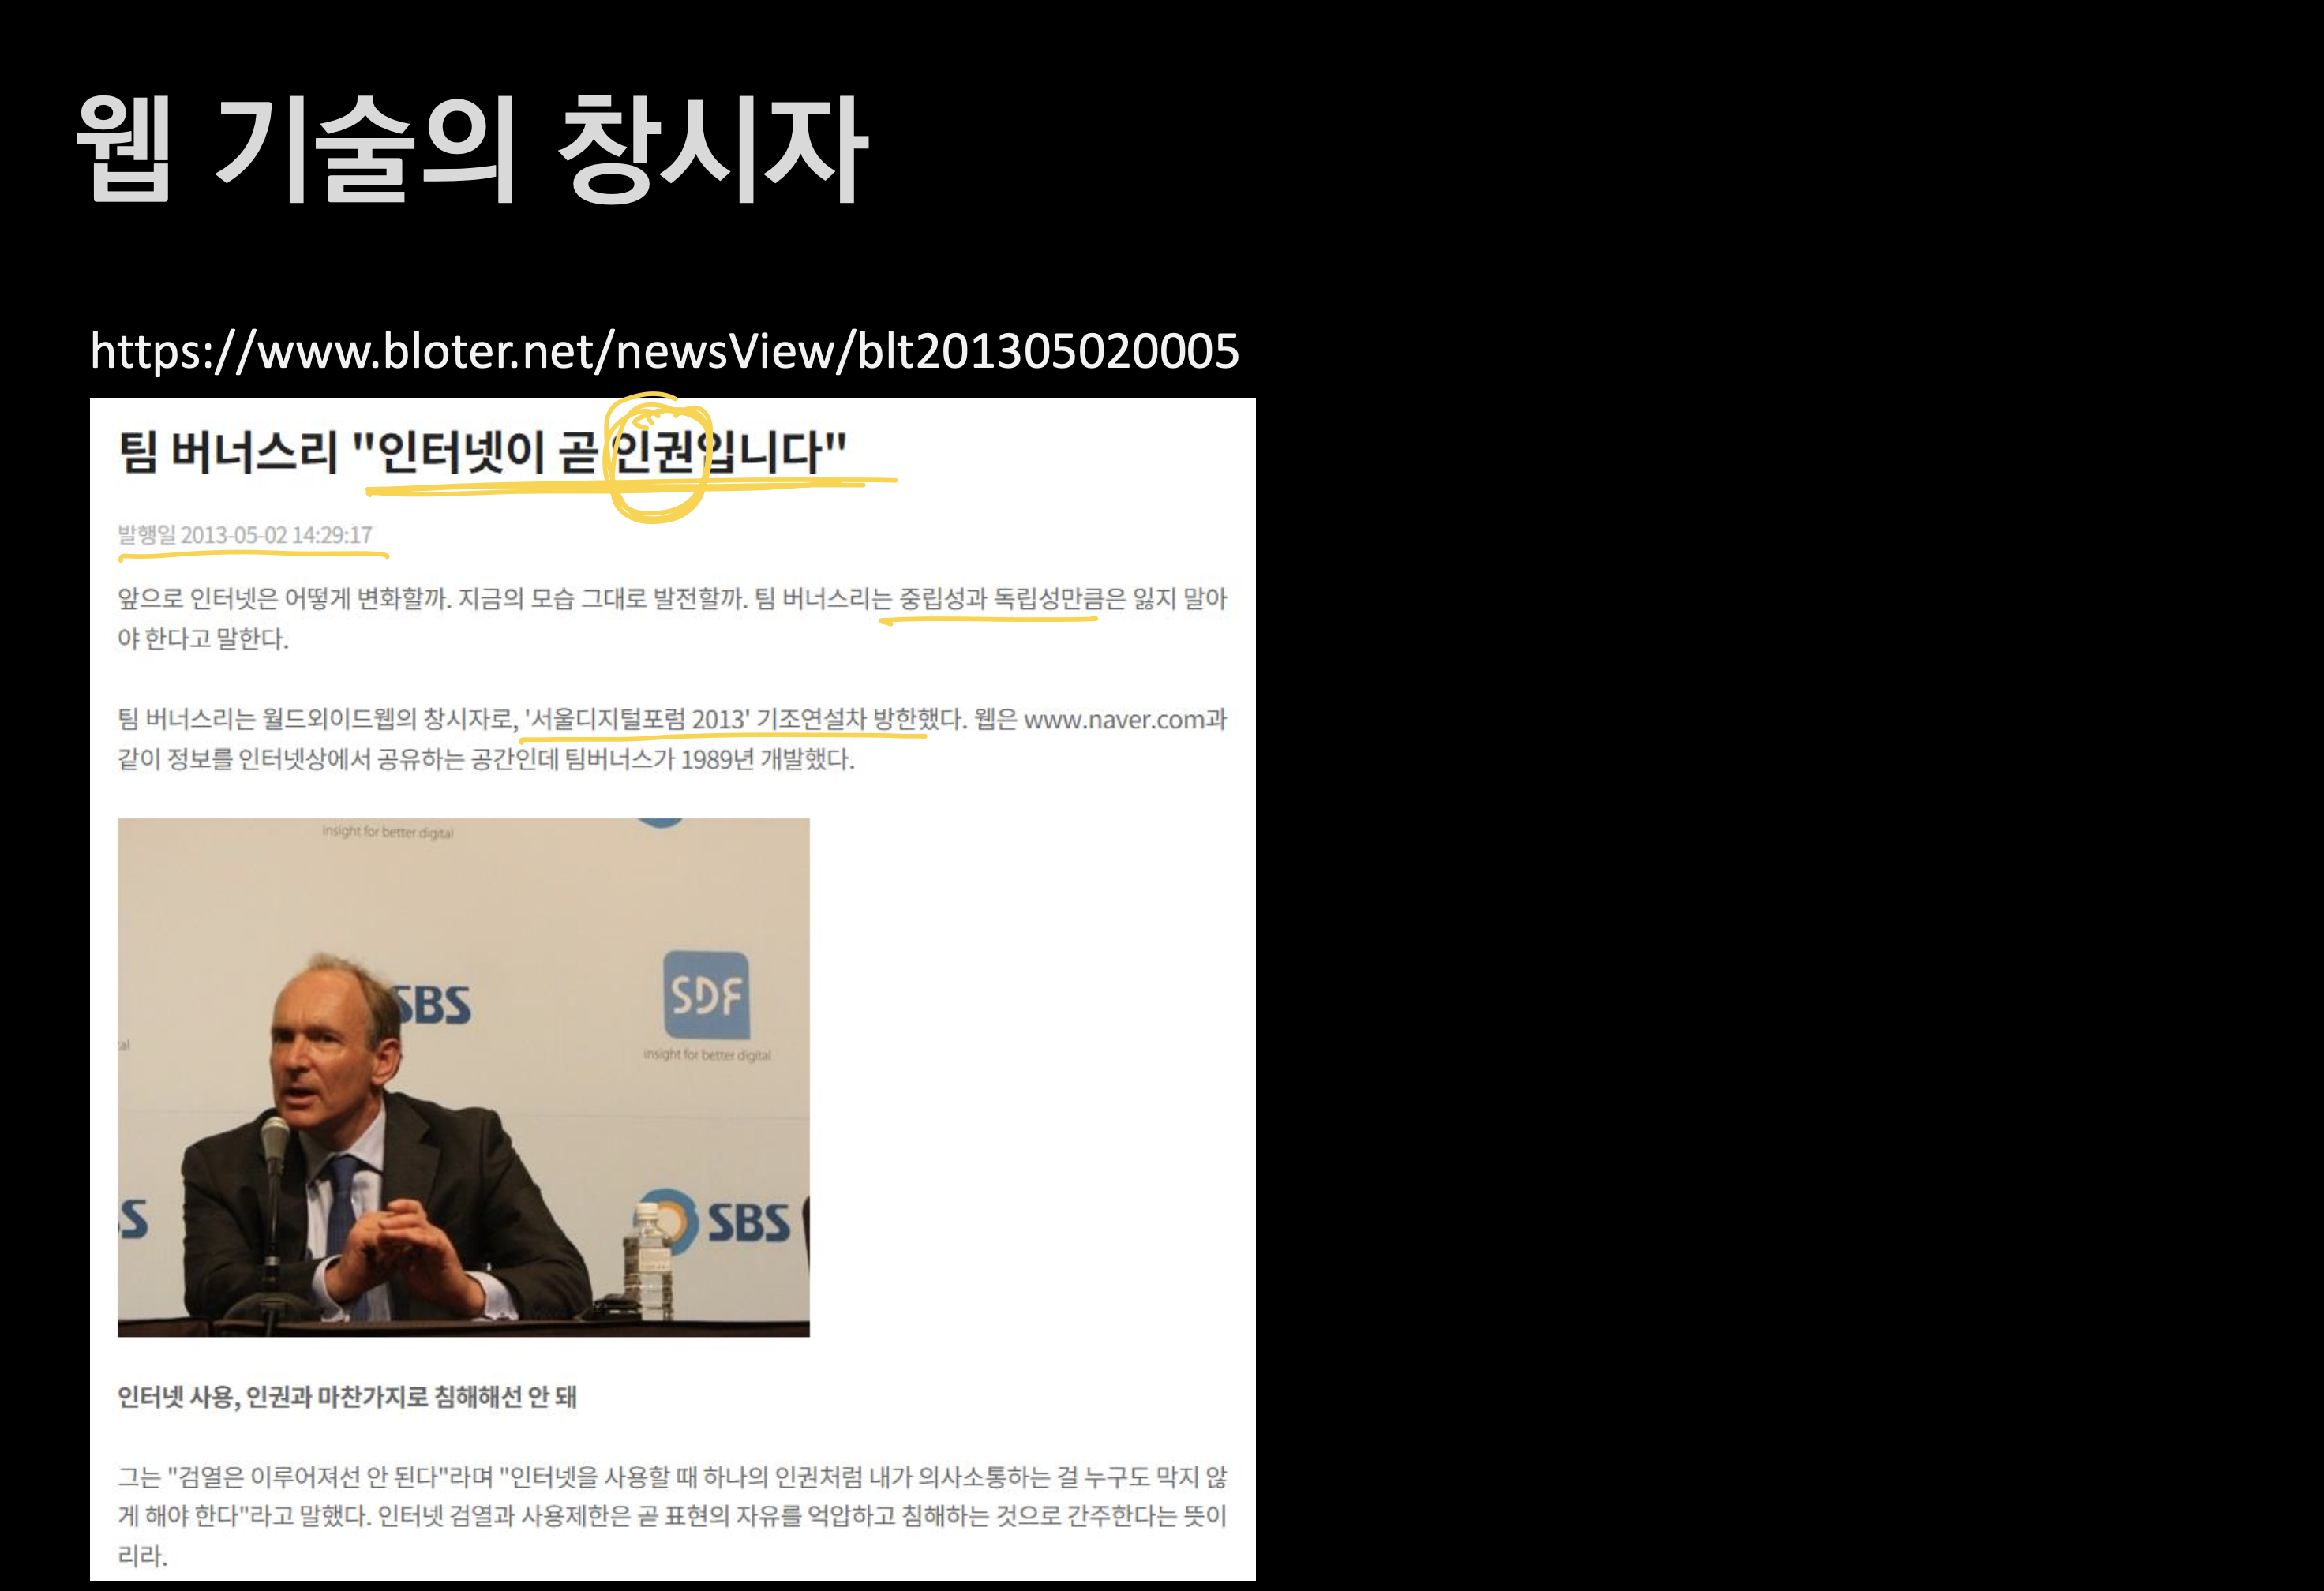 웹 기술의 창시자
https://www.bloter.net/newsView/blt201305020005
팀 버너스리 "인터넷이 곧 인권입니다"
발행일 2013-05-02 14:29:17
앞으로 인터넷은 어떻게 변화할까. 지금의 모습 그대로 발전할까. 팀 버너스리는 중립성과 독립성만큼은 잃지 말아
야 한다고 말한다.
팀 버너스리는 월드외이드웹의 창시자로, '서울디지털포럼 2013' 기조연설차 방한했다. 웹은 www.naver.com과
같이 정보를 인터넷상에서 공유하는 공간인데 팀버너스가 1989년 개발했다.
insight for better digital
SBS
SDF
insight for better digital
al
S
SBS
인터넷 사용, 인권과 마찬가지로 침해해선 안 돼
그는 "검열은 이루어져선 안 된다"라며 "인터넷을 사용할 때 하나의 인권처럼 내가 의사소통하는 걸 누구도 막지 않
게 해야 한다"라고 말했다. 인터넷 검열과 사용제한은 곧 표현의 자유를 억압하고 침해하는 것으로 간주한다는 뜻이
리라.